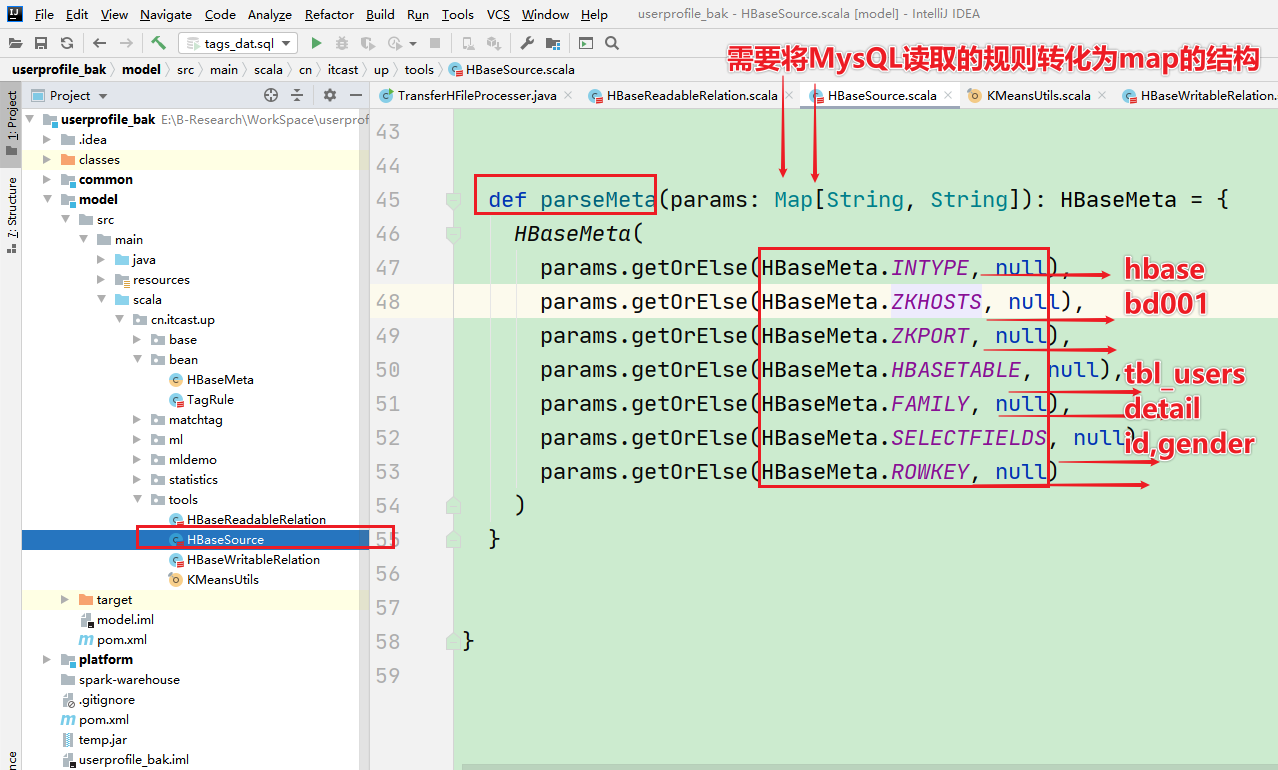 File Edit View Navigate Code Analyze Refactor Build Run Tools VCS Window Help userprofile_bak - HBaseSource.scala [model] - IntelliJ IDEA
tags_dat.sql
需要将MysQL读取的规则转化为map的结构
userprofile_bak model src main scala cn itcast up tools HBaseSource.scala
Project
TransferHFileProcesser.java HBaseReadableRelation.scala HBaseSource.scala KMeansUtils.scala HBaseWritableRelation.
1: Project
7: Structure
userprofile_bak E:\B-Research\WorkSpace\userprof
.idea
classes
common
model
src
main
java
resources
scala
cn.itcast.up
base
bean
HBaseMeta
TagRule
matchtag
ml
mldemo
statistics
tools
HBaseReadableRelation
HBaseSource
HBaseWritableRelation
KMeansUtils
target
model.iml
pom.xml
platform
spark-warehouse
.gitignore
pom.xml
temp.jar
userprofile_bak.iml
43
44
45 def parseMeta(params: Map[String, String]): HBaseMeta = {
46 HBaseMeta(
47 params.getOrElse(HBaseMeta.INTYPE, null), hbase
48 params.getOrElse(HBaseMeta.ZKHOSTS, null), bd001
49 params.getOrElse(HBaseMeta.ZKPORT, null),
50 params.getOrElse(HBaseMeta.HBASETABLE, null), tbl_users
51 params.getOrElse(HBaseMeta.FAMILY, null), detail
52 params.getOrElse(HBaseMeta.SELECTFIELDS, null) id,gender
53 params.getOrElse(HBaseMeta.ROWKEY, null)
54 )
55 }
56
57
58 }
59